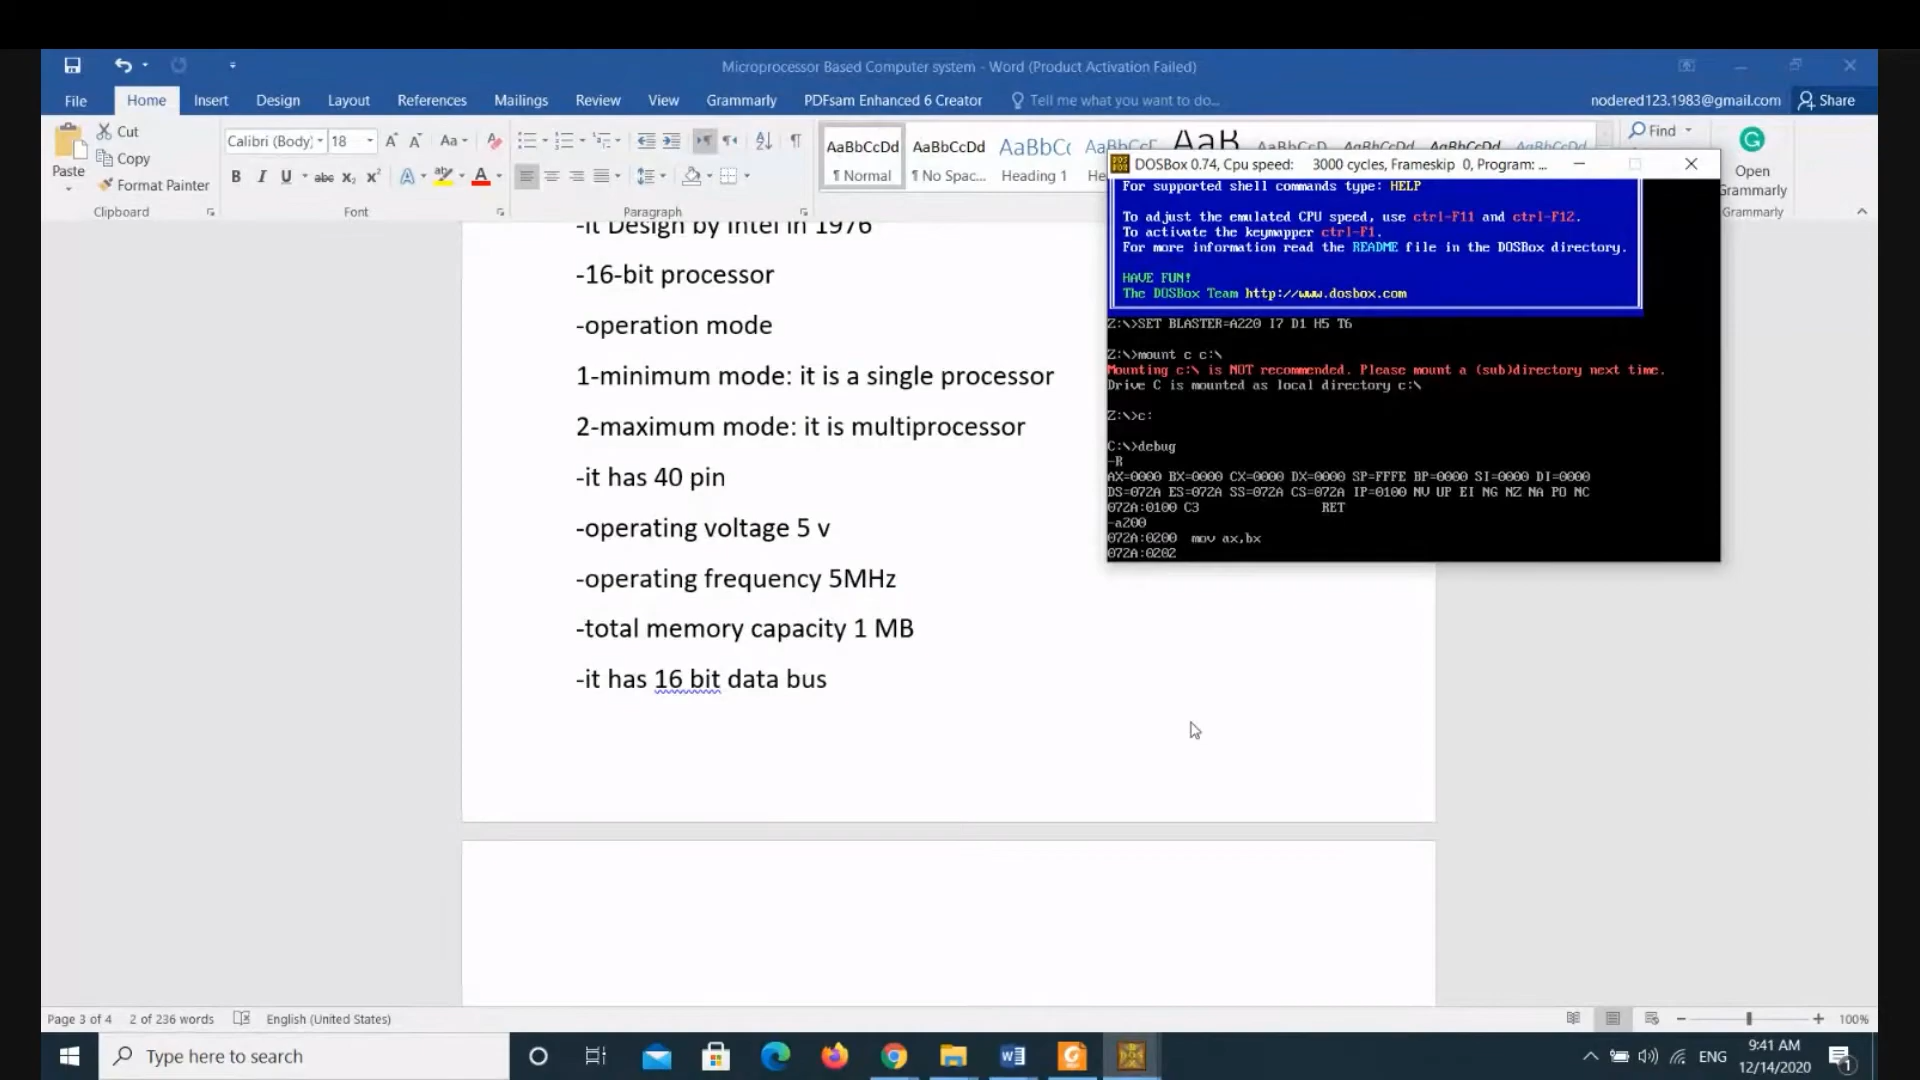 Microprocessor Based Computer system - Word (Product Activation Failed)
File Home Insert Design Layout References Mailings Review View Grammarly PDFsam Enhanced 6 Creator Tell me what you want to do...
nodered123.1983@gmail.com Share
Paste
Cut
Copy
Format Painter
Clipboard
Calibri (Body) 18
Font
Paragraph
AaBbCcDd AaBbCcDd AaBbCc
¶ Normal ¶ No Spac... Heading 1
Find
Open
Grammarly
Grammarly
-it Design by Intel in 1976
-16-bit processor
-operation mode
1-minimum mode: it is a single processor
2-maximum mode: it is multiprocessor
-it has 40 pin
-operating voltage 5 v
-operating frequency 5MHz
-total memory capacity 1 MB
-it has 16 bit data bus
DOSBox 0.74, Cpu speed: 3000 cycles, Frameskip 0, Program: ...
For supported shell commands type: HELP
To adjust the emulated CPU speed, use ctrl-F11 and ctrl-F12.
To activate the keymapper ctrl-F1.
For more information read the README file in the DOSBox directory.
HAVE FUN!
The DOSBox Team http://www.dosbox.com
Z:\>SET BLASTER=A220 I7 D1 H5 T6
Z:\>mount c c:\
Mounting c:\ is NOT recommended. Please mount a (sub)directory next time.
Drive C is mounted as local directory c:\
Z:\>c:
C:\>debug
-R
AX=0000 BX=0000 CX=0000 DX=0000 SP=FFFE BP=0000 SI=0000 DI=0000
DS=072A ES=072A SS=072A CS=072A IP=0100 NV UP EI NG NZ NA PO NC
072A:0100 C3 RET
-a200
072A:0200 mov ax,bx
072A:0202
Page 3 of 4 2 of 236 words English (United States)
100%
Type here to search
ENG
9:41 AM
12/14/2020
1